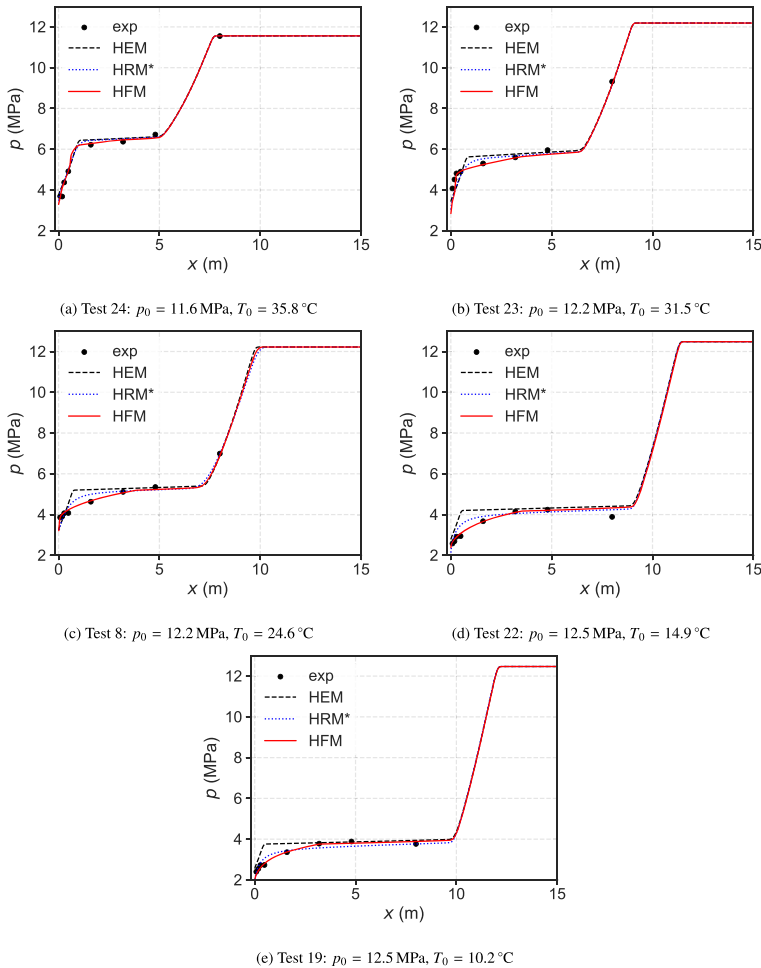 12
10
8
6
4
2
p (MPa)
exp
HEM
HRM*
HFM
0
5
10
15
x (m)
(a) Test 24: p₀ = 11.6 MPa, T₀ = 35.8 °C
12
10
8
6
4
2
p (MPa)
exp
HEM
HRM*
HFM
0
5
10
15
x (m)
(b) Test 23: p₀ = 12.2 MPa, T₀ = 31.5 °C
12
10
8
6
4
2
p (MPa)
exp
HEM
HRM*
HFM
0
5
10
15
x (m)
(c) Test 8: p₀ = 12.2 MPa, T₀ = 24.6 °C
12
10
8
6
4
2
p (MPa)
exp
HEM
HRM*
HFM
0
5
10
15
x (m)
(d) Test 22: p₀ = 12.5 MPa, T₀ = 14.9 °C
12
10
8
6
4
2
p (MPa)
exp
HEM
HRM*
HFM
0
5
10
15
x (m)
(e) Test 19: p₀ = 12.5 MPa, T₀ = 10.2 °C